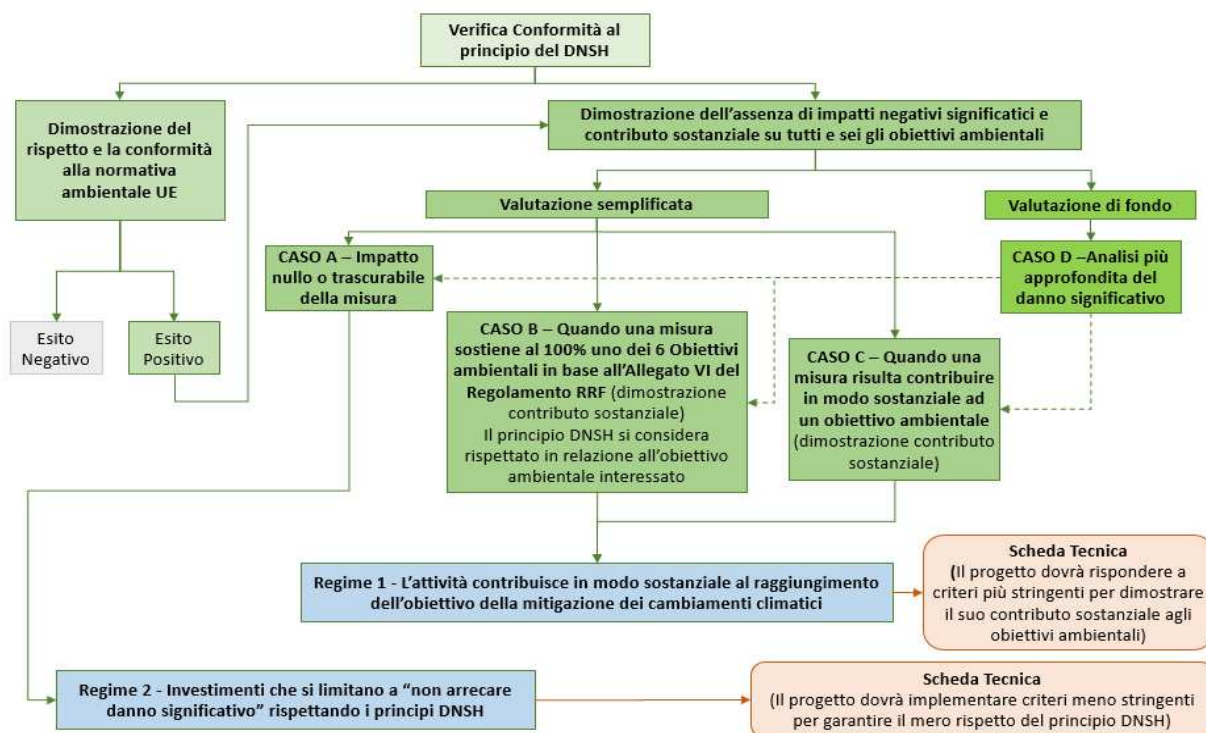 Verifica Conformità al
principio del DNSH
Dimostrazione del
rispetto e la conformità
alla normativa
ambientale UE
Dimostrazione dell’assenza di impatti negativi significatici e
contributo sostanziale su tutti e sei gli obiettivi ambientali
Valutazione semplificata
Valutazione di fondo
CASO A – Impatto
nullo o trascurabile
della misura
CASO D –Analisi più
approfondita del
danno significativo
Esito
Negativo
Esito
Positivo
CASO B – Quando una misura
sostiene al 100% uno dei 6 Obiettivi
ambientali in base all’Allegato VI del
Regolamento RRF (dimostrazione
contributo sostanziale)
Il principio DNSH si considera
rispettato in relazione all’obiettivo
ambientale interessato
CASO C – Quando una
misura risulta contribuire
in modo sostanziale ad
un obiettivo ambientale
(dimostrazione contributo
sostanziale)
Regime 1 - L’attività contribuisce in modo sostanziale al raggiungimento
dell’obiettivo della mitigazione dei cambiamenti climatici
Scheda Tecnica
(Il progetto dovrà rispondere a
criteri più stringenti per dimostrare
il suo contributo sostanziale agli
obiettivi ambientali)
Regime 2 - Investimenti che si limitano a “non arrecare
danno significativo” rispettando i principi DNSH
Scheda Tecnica
(Il progetto dovrà implementare criteri meno stringenti
per garantire il mero rispetto del principio DNSH)